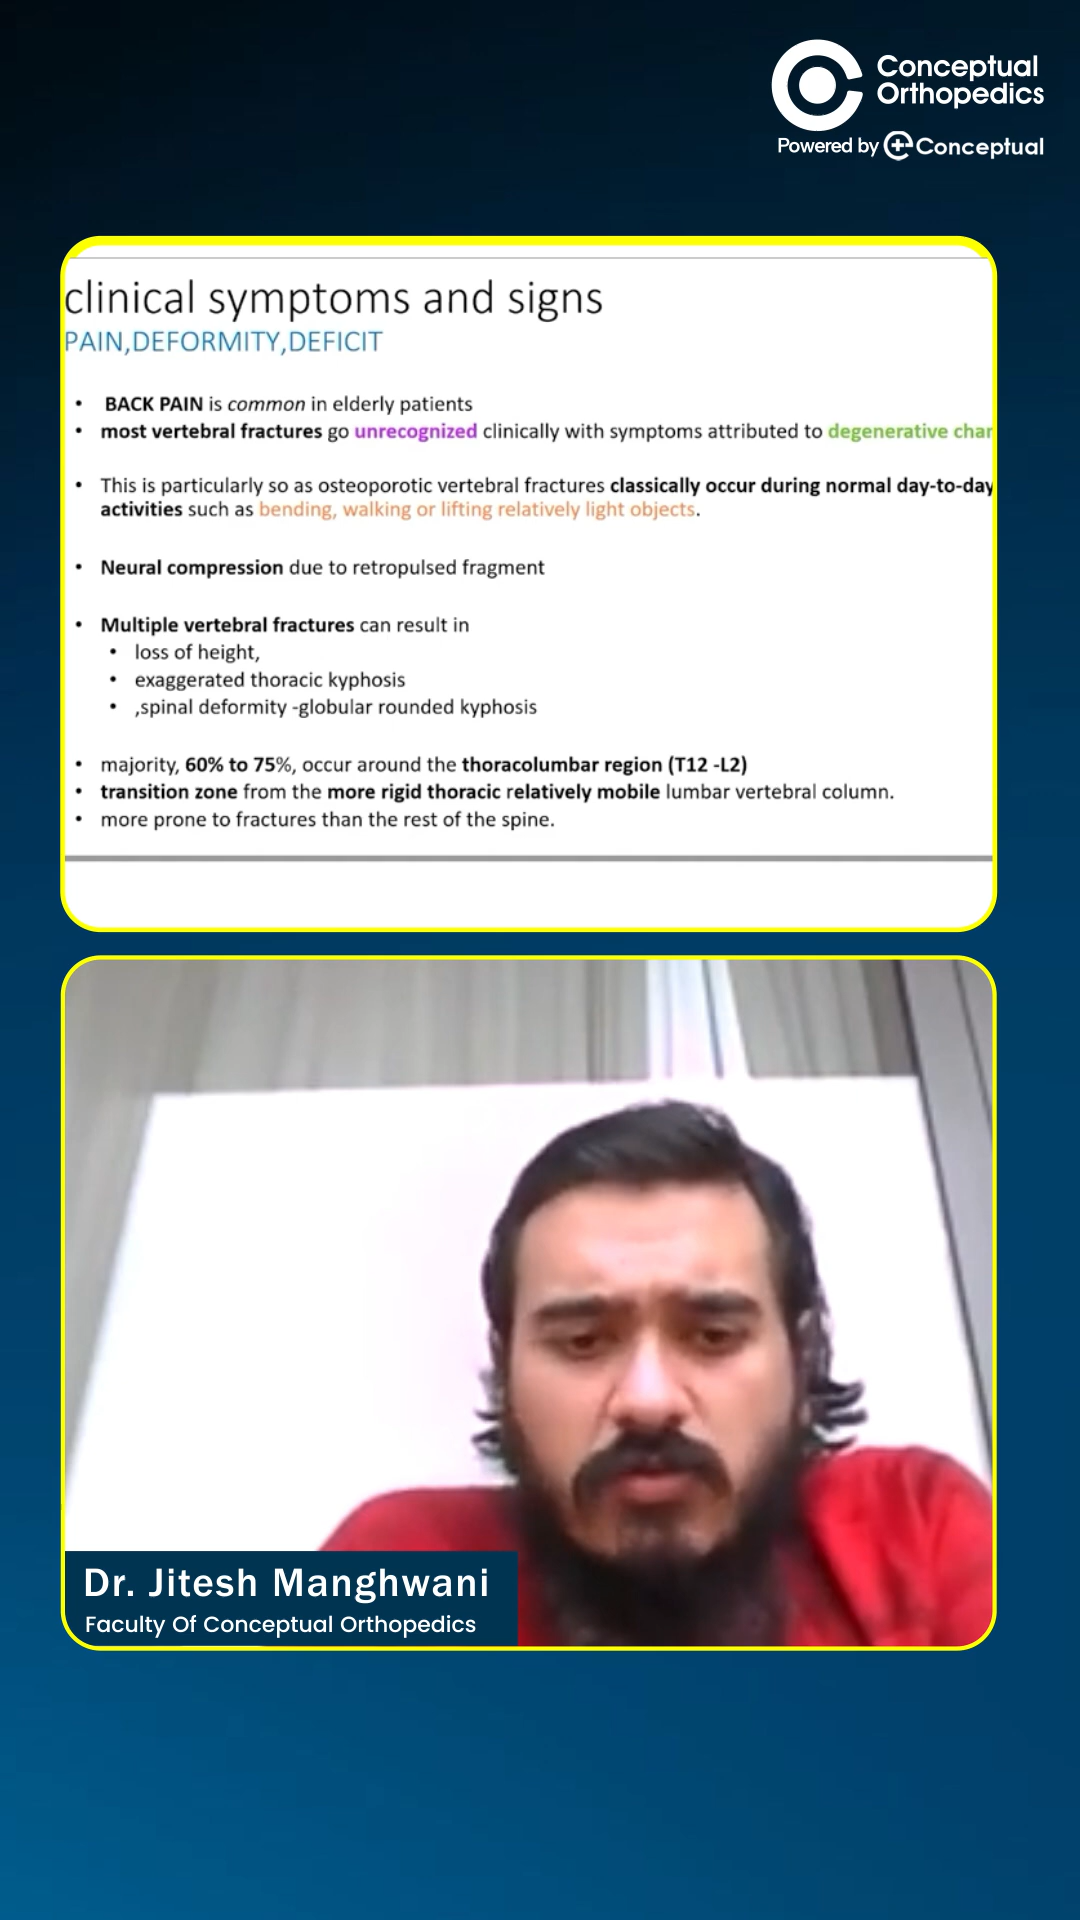 Conceptual
Orthopedics
Powered by Conceptual
clinical symptoms and signs
PAIN,DEFORMITY,DEFICIT
• BACK PAIN is common in elderly patients
• most vertebral fractures go unrecognized clinically with symptoms attributed to degenerative
• This is particularly so as osteoporotic vertebral fractures classically occur during normal day-to-day
activities such as bending, walking or lifting relatively light objects.
• Neural compression due to retropulsed fragment
• Multiple vertebral fractures can result in
• loss of height,
• exaggerated thoracic kyphosis
• ,spinal deformity -globular rounded kyphosis
• majority, 60% to 75%, occur around the thoracolumbar region (T12 -L2)
• transition zone from the more rigid thoracic relatively mobile lumbar vertebral column.
• more prone to fractures than the rest of the spine.
Dr. Jitesh Manghwani
Faculty Of Conceptual Orthopedics